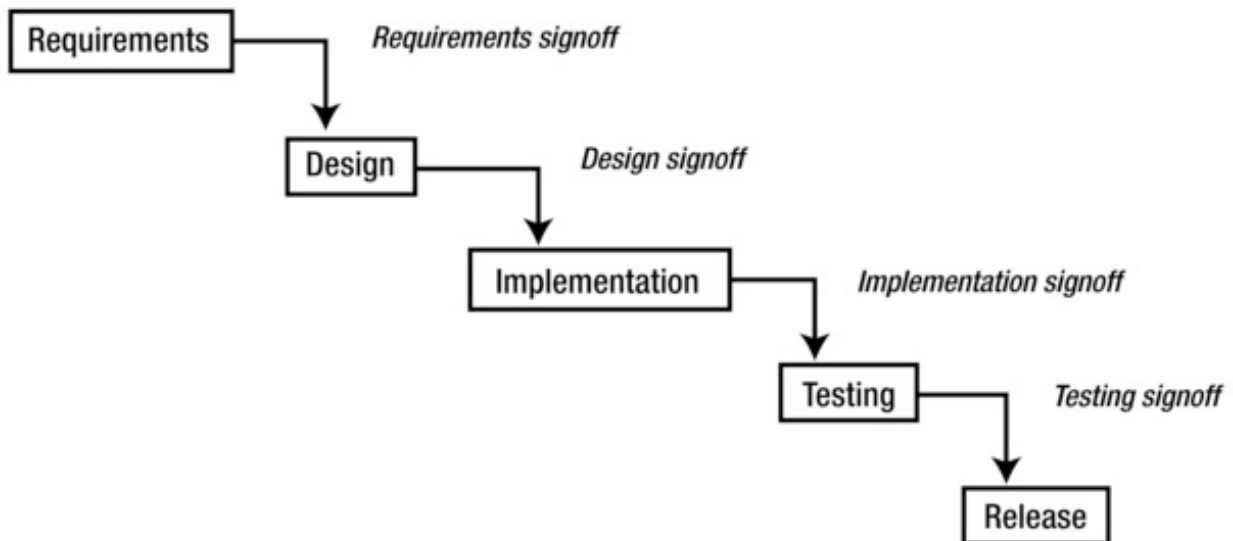 Requirements
Requirements signoff
Design
Design signoff
Implementation
Implementation signoff
Testing
Testing signoff
Release